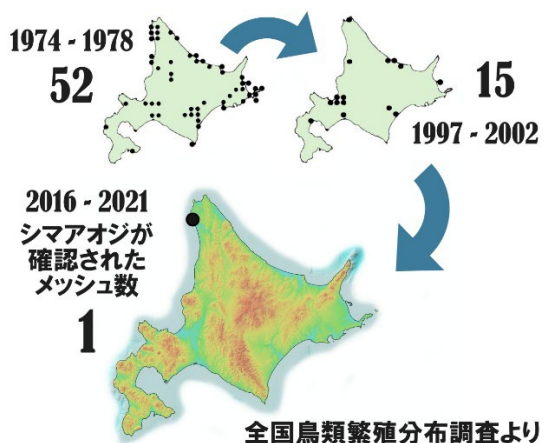 1974 - 1978
52
15
1997 - 2002
2016 - 2021
シマアオジが
確認された
メッシュ数
1
全国鳥類繁殖分布調査より